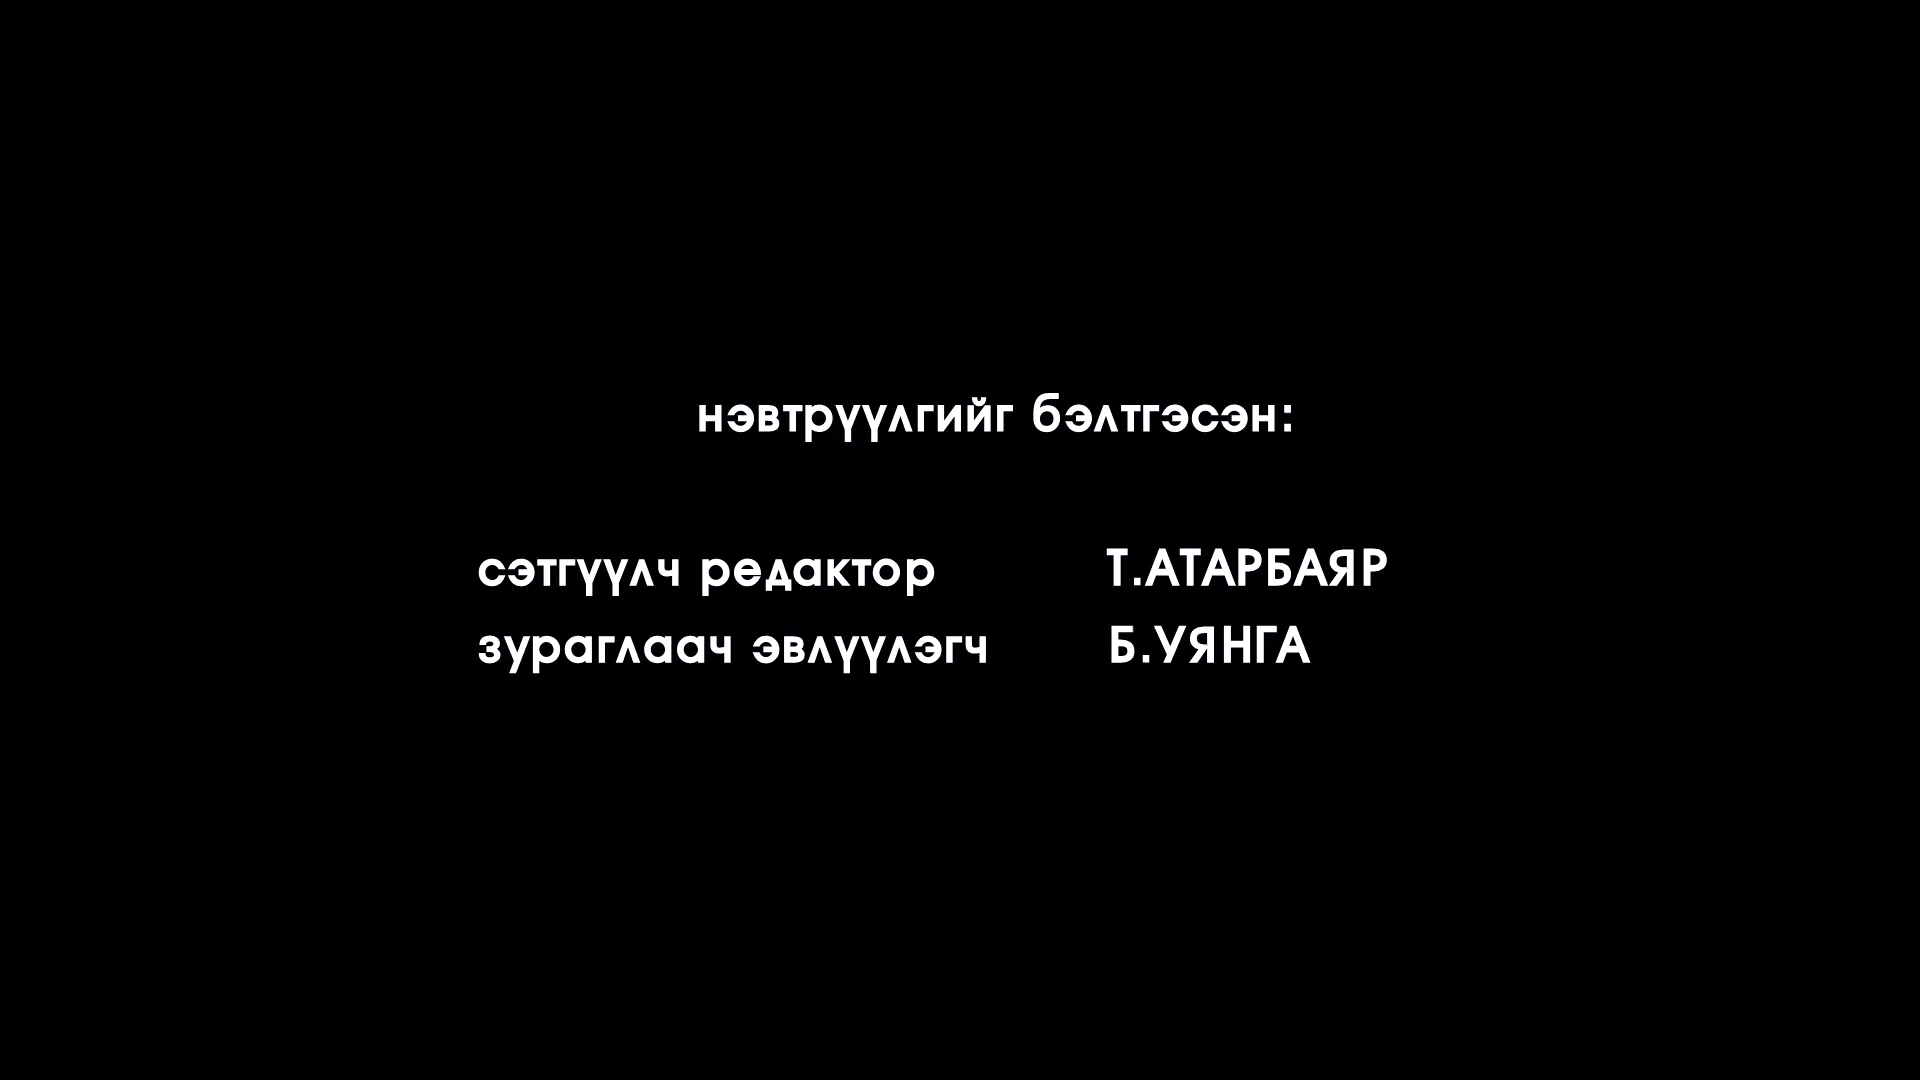 нэвтрүүлгийг бэлтгэсэн:
сэтгүүлч редактор Т.АТАРБАЯР
зураглаач эвлүүлэгч Б.УЯНГА